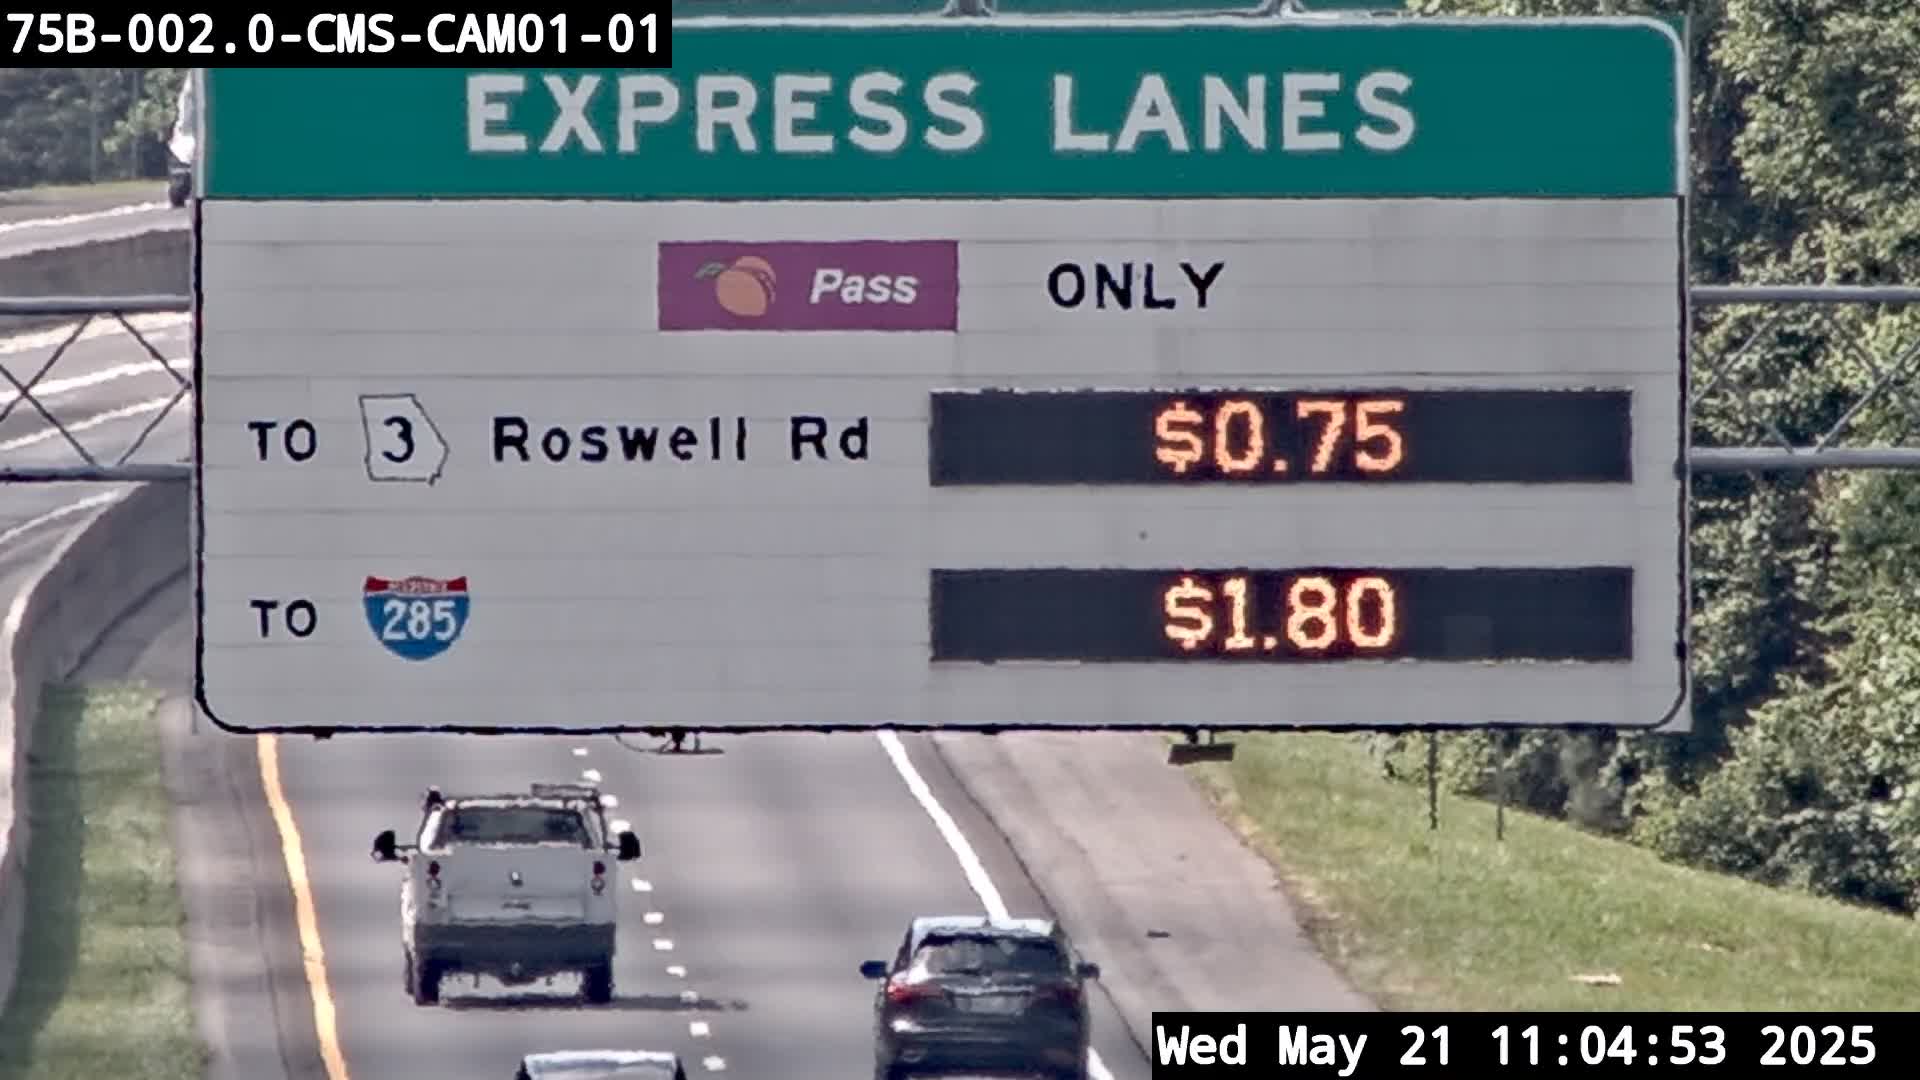 75B-002.0-CMS-CAM01-01
EXPRESS LANES
Pass ONLY
TO 3 Roswell Rd $0.75
TO INTERSTATE 285 $1.80
Wed May 21 11:04:53 2025